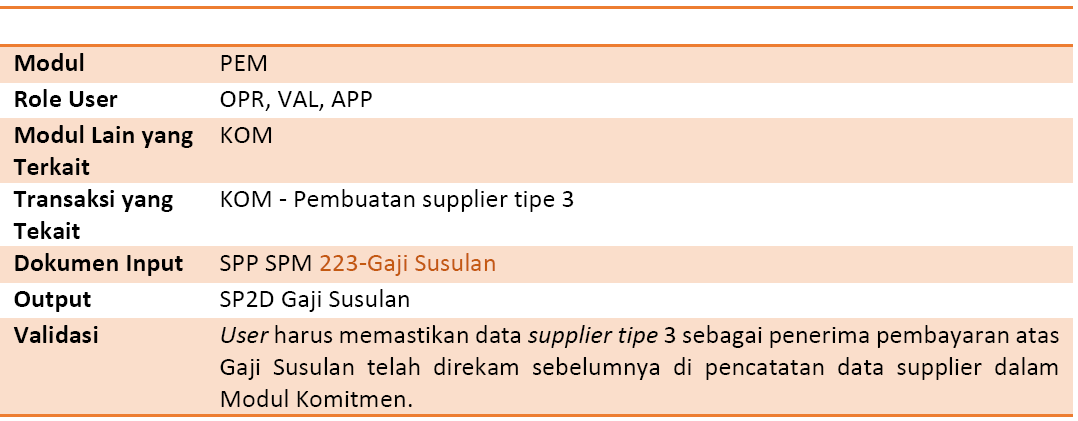 Modul PEM
Role User OPR, VAL, APP
Modul Lain yang KOM
Terkait
Transaksi yang KOM - Pembuatan supplier tipe 3
Tekait
Dokumen Input SPP SPM 223-Gaji Susulan
Output SP2D Gaji Susulan
Validasi User harus memastikan data supplier tipe 3 sebagai penerima pembayaran atas
Gaji Susulan telah direkam sebelumnya di pencatatan data supplier dalam
Modul Komitmen.